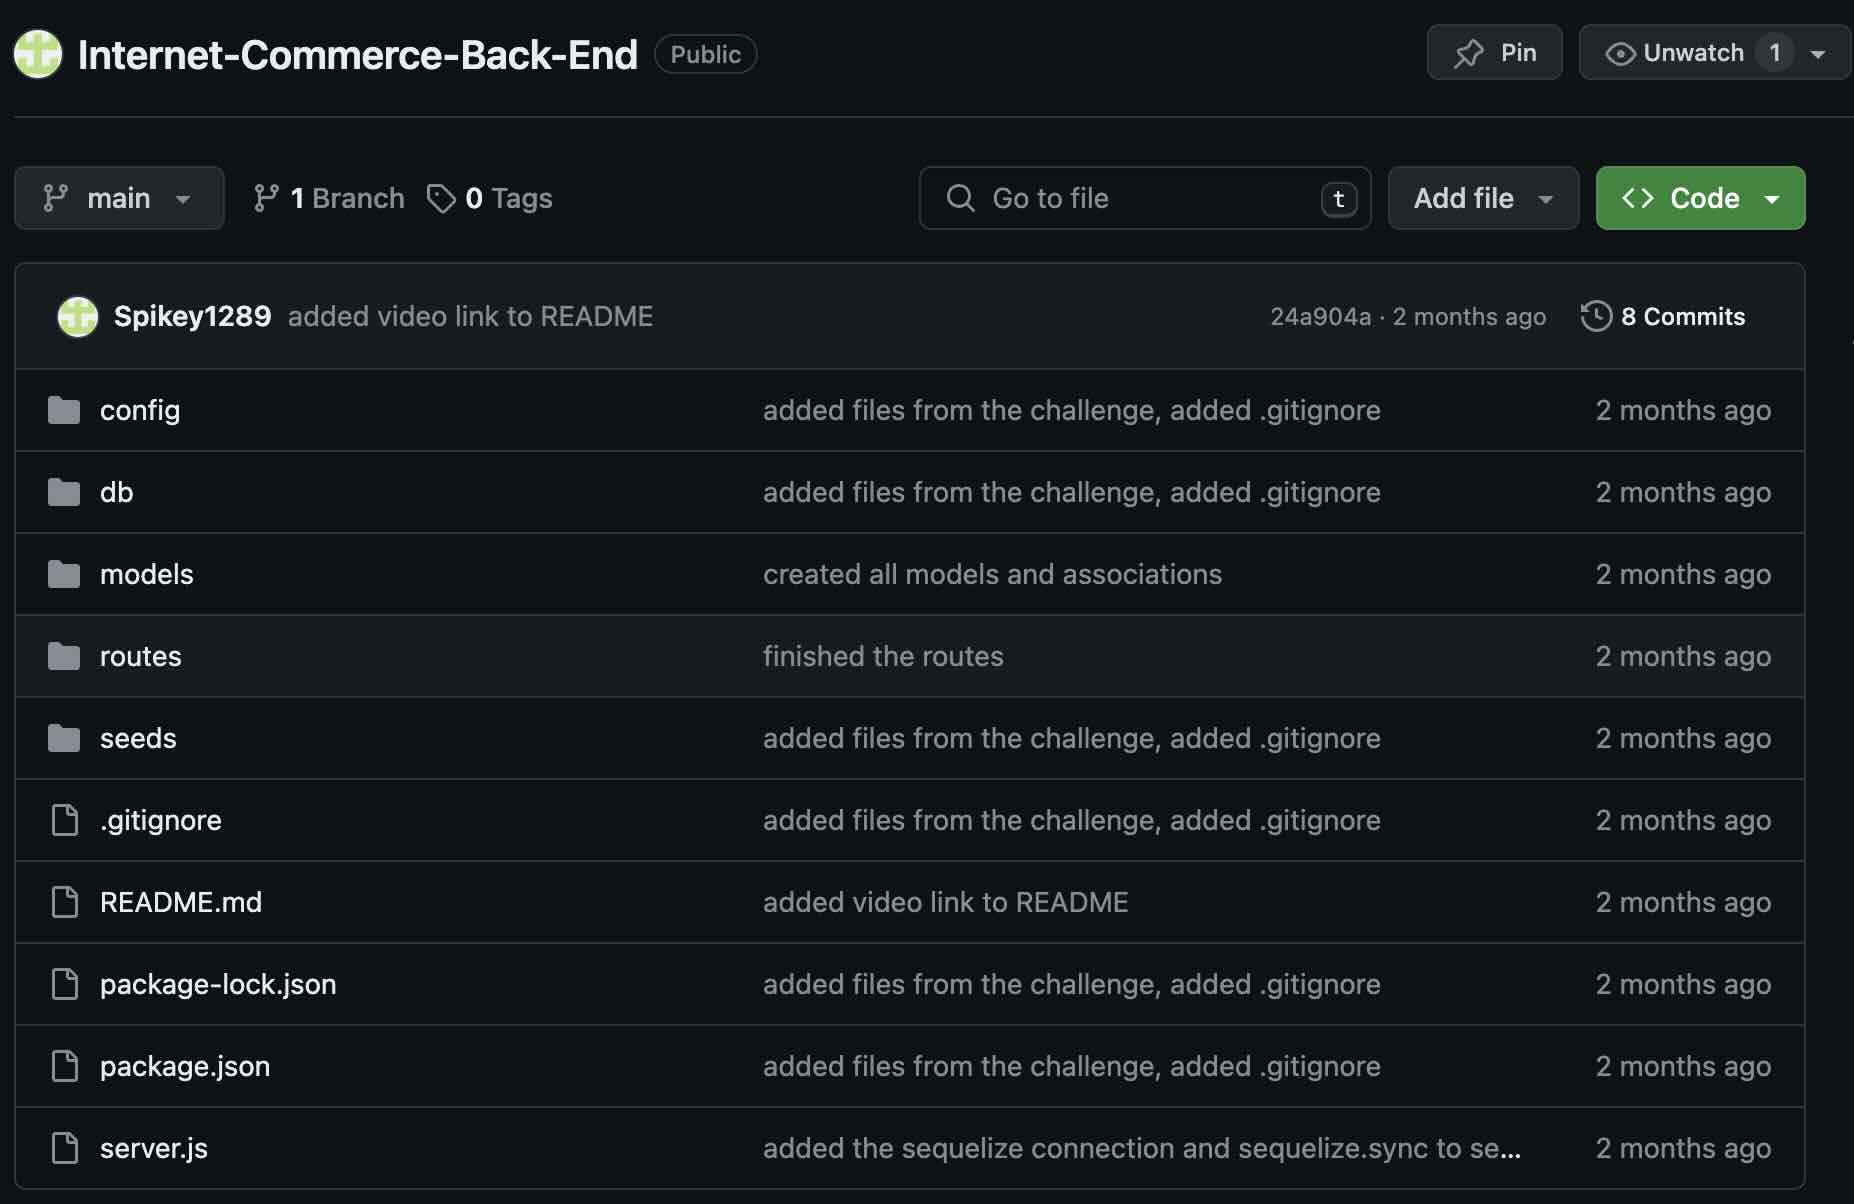 Internet-Commerce-Back-End Public Pin Unwatch 1
main 1 Branch 0 Tags Go to file t Add file <> Code
Spikey1289 added video link to README 24a904a · 2 months ago 8 Commits
config added files from the challenge, added .gitignore 2 months ago
db added files from the challenge, added .gitignore 2 months ago
models created all models and associations 2 months ago
routes finished the routes 2 months ago
seeds added files from the challenge, added .gitignore 2 months ago
.gitignore added files from the challenge, added .gitignore 2 months ago
README.md added video link to README 2 months ago
package-lock.json added files from the challenge, added .gitignore 2 months ago
package.json added files from the challenge, added .gitignore 2 months ago
server.js added the sequelize connection and sequelize.sync to se... 2 months ago